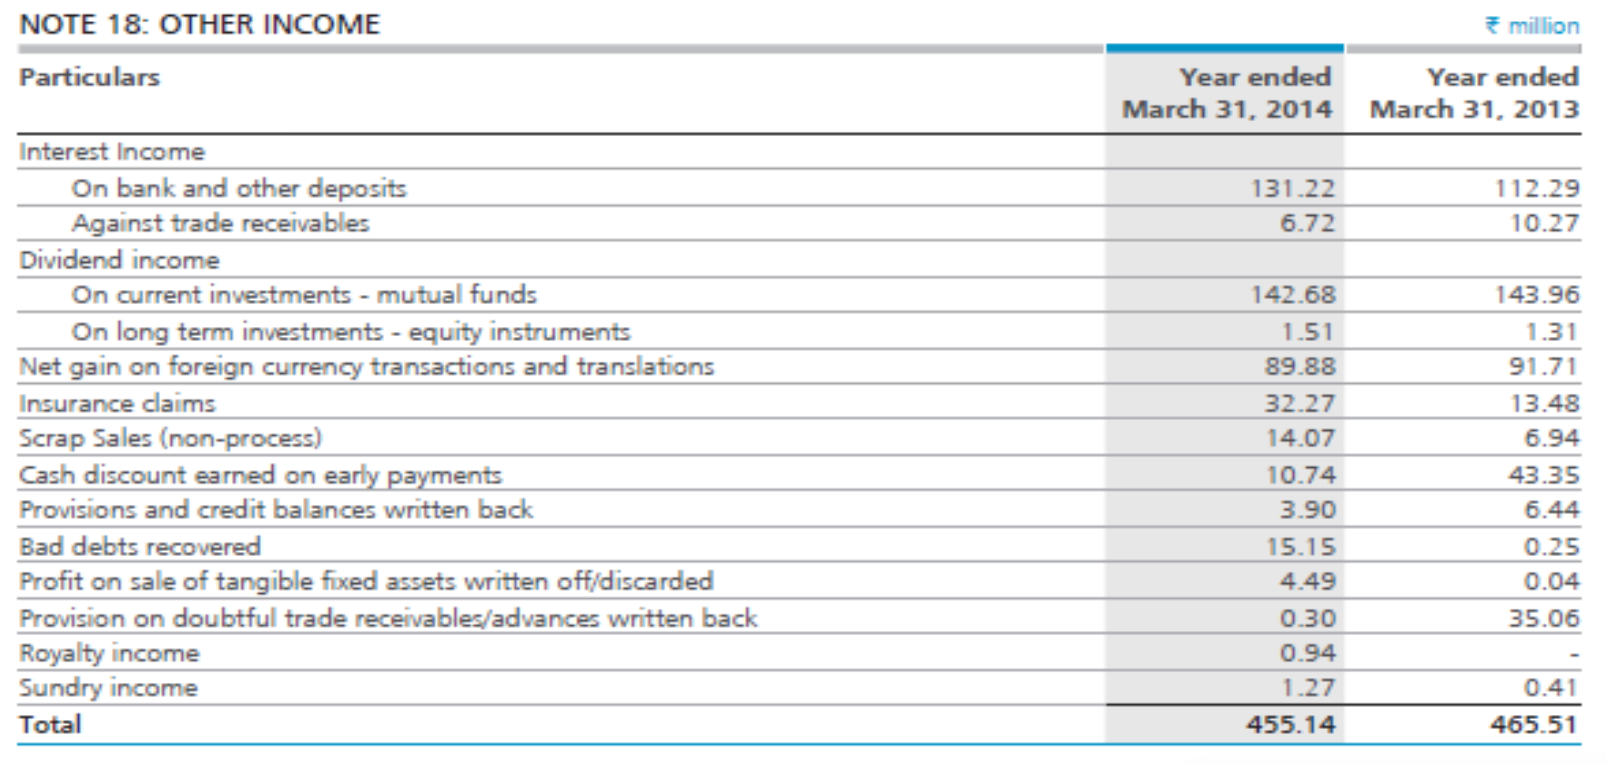 NOTE 18: OTHER INCOME ₹ million
Particulars Year ended March 31, 2014 Year ended March 31, 2013
Interest Income
On bank and other deposits 131.22 112.29
Against trade receivables 6.72 10.27
Dividend income
On current investments - mutual funds 142.68 143.96
On long term investments - equity instruments 1.51 1.31
Net gain on foreign currency transactions and translations 89.88 91.71
Insurance claims 32.27 13.48
Scrap Sales (non-process) 14.07 6.94
Cash discount earned on early payments 10.74 43.35
Provisions and credit balances written back 3.90 6.44
Bad debts recovered 15.15 0.25
Profit on sale of tangible fixed assets written off/discarded 4.49 0.04
Provision on doubtful trade receivables/advances written back 0.30 35.06
Royalty income 0.94 -
Sundry income 1.27 0.41
Total 455.14 465.51